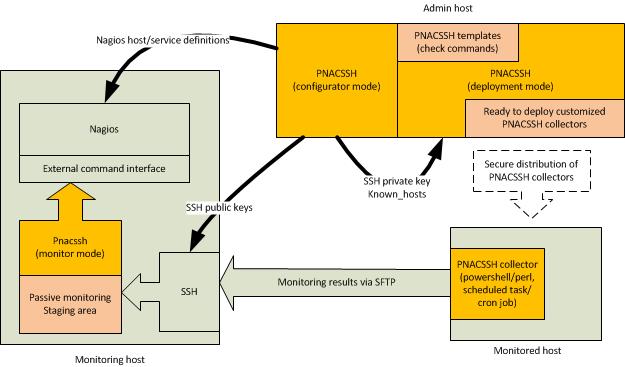 Admin host
Nagios host/service definitions
PNACSSH templates
(check commands)
PNACSSH
(configurator mode)
PNACSSH
(deployment mode)
Ready to deploy customized
PNACSSH collectors
Nagios
External command interface
Secure distribution of
PNACSSH collectors
SSH private key
Known_hosts
SSH public keys
Pnacssh
(monitor mode)
Passive monitoring
Staging area
SSH
Monitoring results via SFTP
PNACSSH collector
(powershell/perl,
scheduled task/
cron job)
Monitored host
Monitoring host